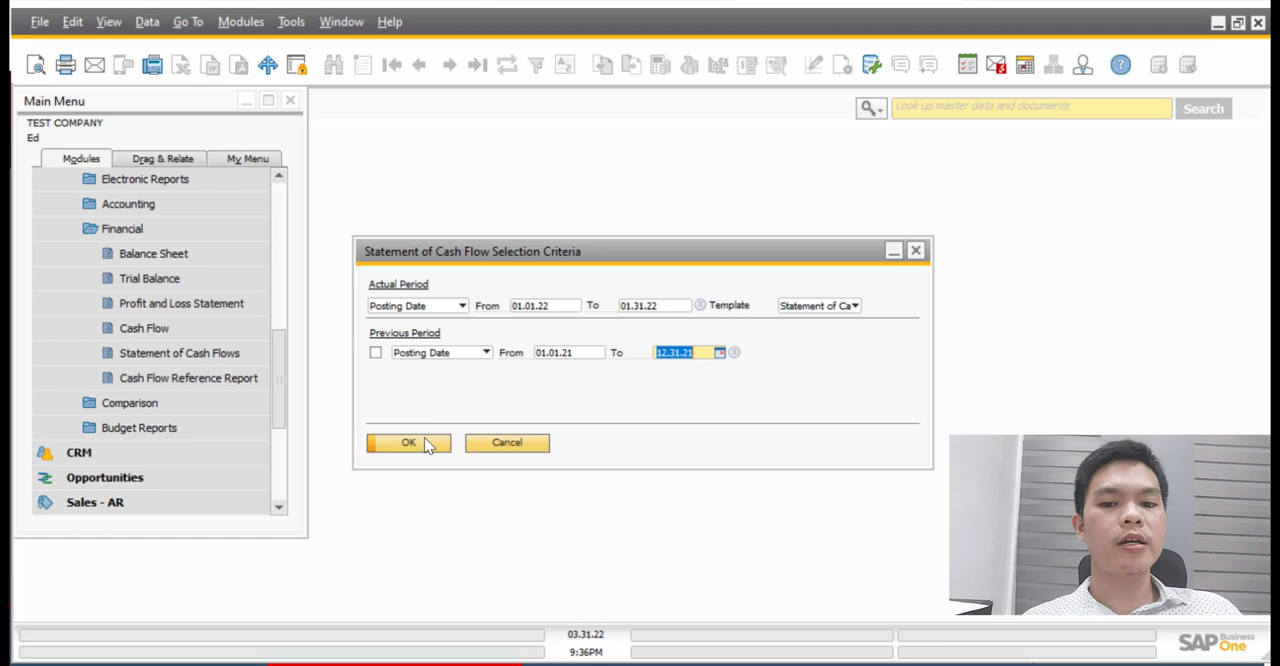 File Edit View Data Go To Modules Tools Window Help
Main Menu
Look up master data and documents Search
TEST COMPANY
Ed
Modules Drag & Relate My Menu
Electronic Reports
Accounting
Financial
Balance Sheet
Trial Balance
Profit and Loss Statement
Cash Flow
Statement of Cash Flows
Cash Flow Reference Report
Comparison
Budget Reports
CRM
Opportunities
Sales - AR
Statement of Cash Flow Selection Criteria
Actual Period
Posting Date From 01.01.22 To 01.31.22 Template Statement of Ca
Previous Period
Posting Date From 01.01.21 To 12.31.21
OK Cancel
03.31.22
9:36PM
SAP Business One